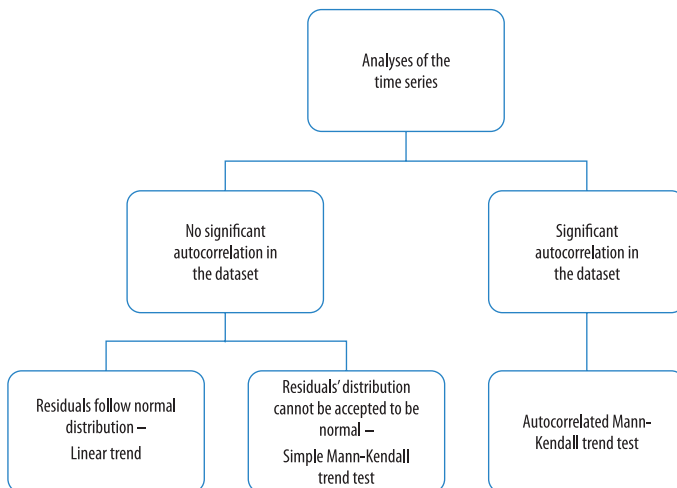 Analyses of the
time series
No significant
autocorrelation in
the dataset
Significant
autocorrelation in
the dataset
Residuals follow normal
distribution –
Linear trend
Residuals’ distribution
cannot be accepted to be
normal –
Simple Mann-Kendall
trend test
Autocorrelated Mann-
Kendall trend test